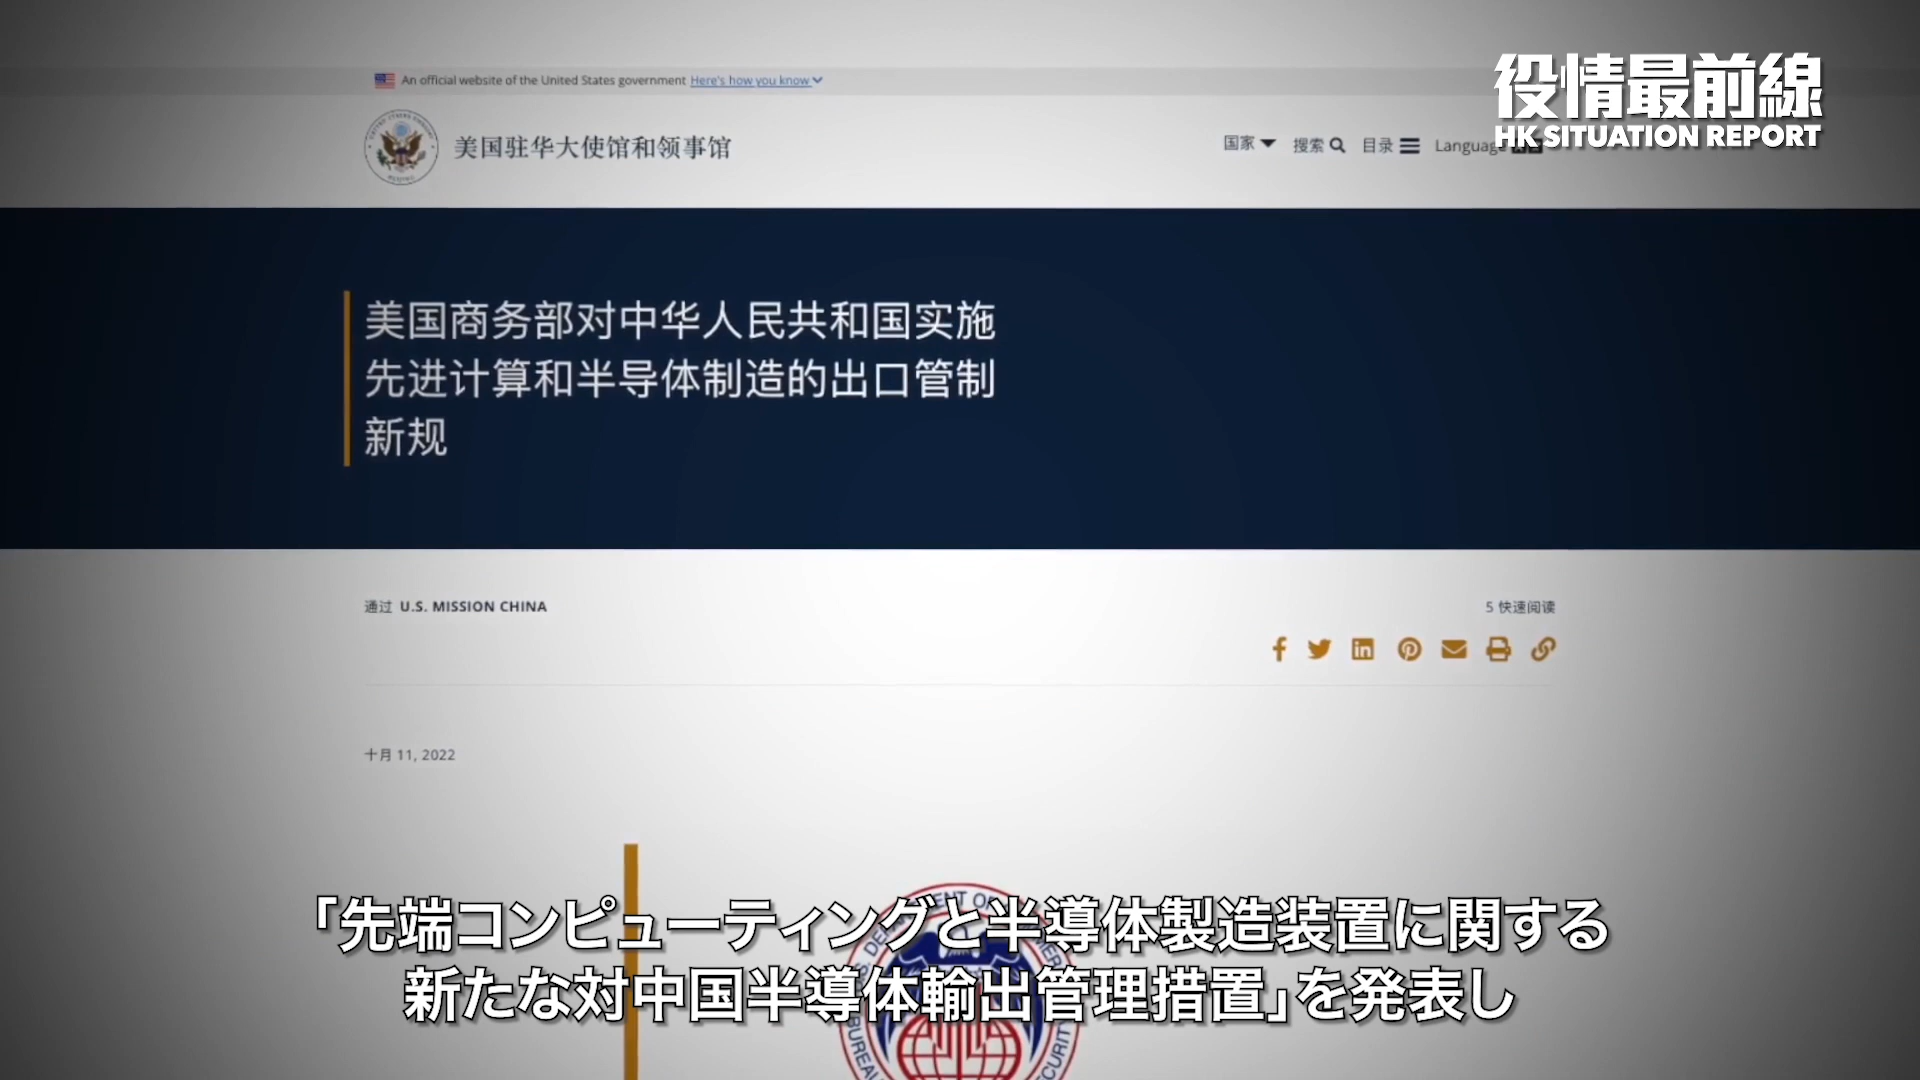 An official website of the United States government Here's how you know
役情最前線
HK SITUATION REPORT
美国驻华大使馆和领事馆
国家 搜索 目录 Language
美国商务部对中华人民共和国实施
先进计算和半导体制造的出口管制
新规
通过 U.S. MISSION CHINA
5 快速阅读
十月 11, 2022
「先端コンピューティングと半導体製造装置に関する
新たな対中国半導体輸出管理措置」を発表し